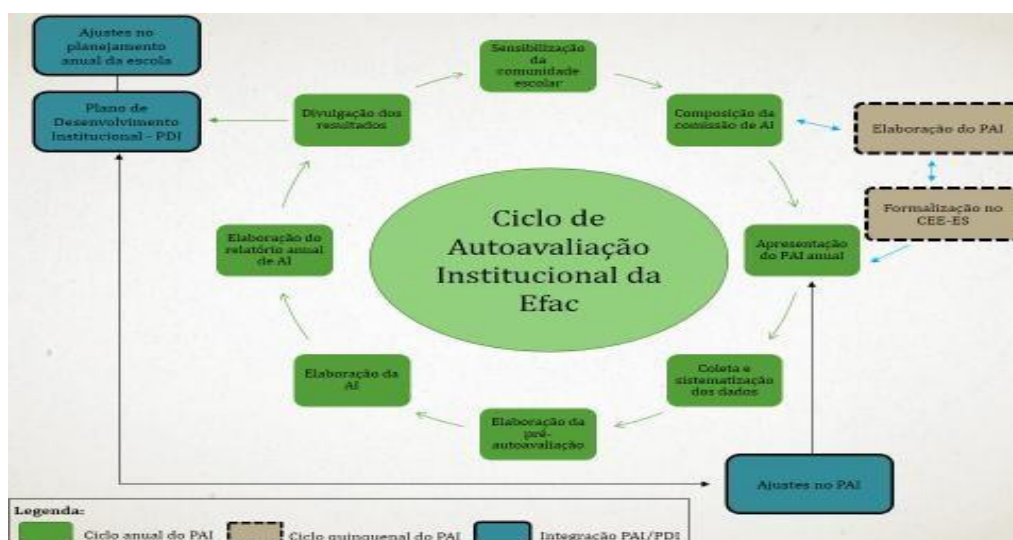 Ajustes no
planejamento
anual da escola
Plano de
Desenvolvimento
Institucional - PDI
Divulgação dos
resultados
Sensibilização
da
comunidade
escolar
Composição da
comissão de AI
Elaboração do PAI
Formalização no
CEE-ES
Apresentação
do PAI anual
Ciclo de
Autoavaliação
Institucional da
Efac
Elaboração do
relatório anual
de AI
Coleta e
sistematização
dos dados
Elaboração da
AI
Elaboração da
pré-
autoavaliação
Ajustes no PAI
Legenda:
Ciclo anual do PAI
Ciclo quinquenal do PAI
Integração PAI/PDI